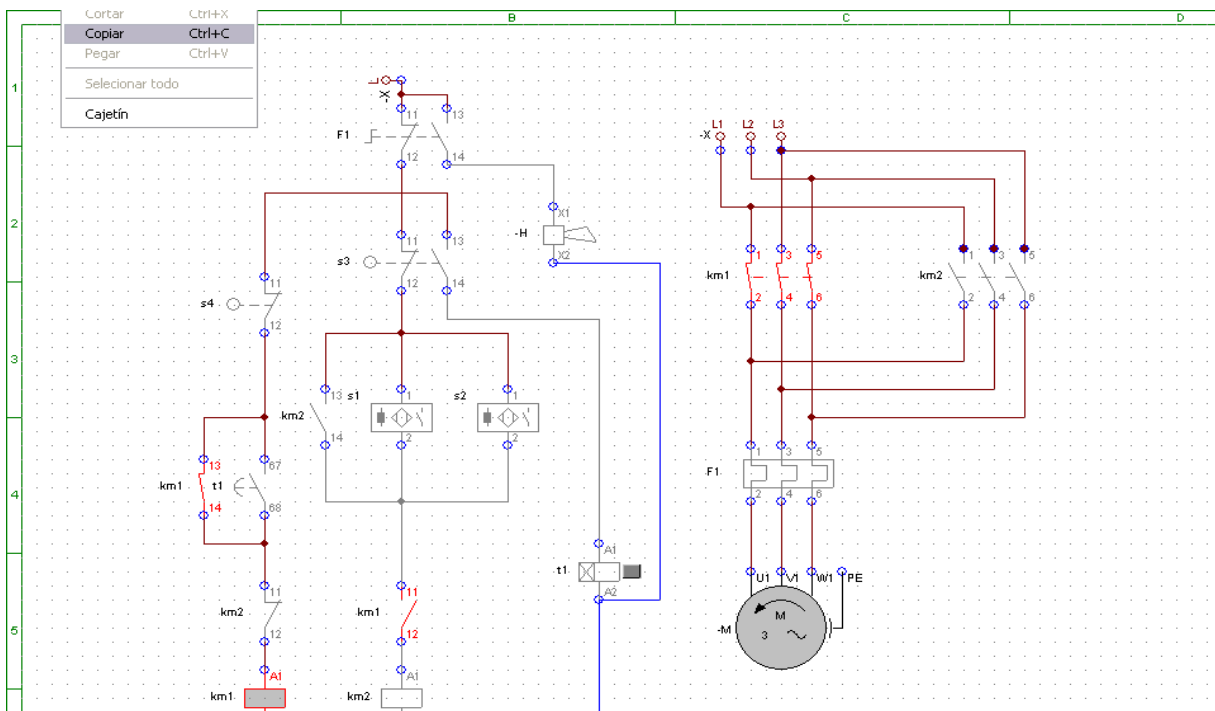 Cortar Ctrl+X
Copiar Ctrl+C
Pegar Ctrl+V
Selecionar todo
Cajetín
B C D
1
2
3
4
5
L
-X
11 13
F1
12 14
X1
-H
X2
11 13
s3
12 14
11
s4
12
13 s1 1 s2 1
km2
14 2 2
13 67
km1 t1
14 68
A1
t1
A2
11 11
km2 km1
12 12
A1 A1
km1 km2
L1 L2 L3
-X
1 3 5 1 3 5
km1 km2
2 4 6 2 4 6
1 3 5
F1
2 4 6
U1 V1 W1 PE
M
-M
3